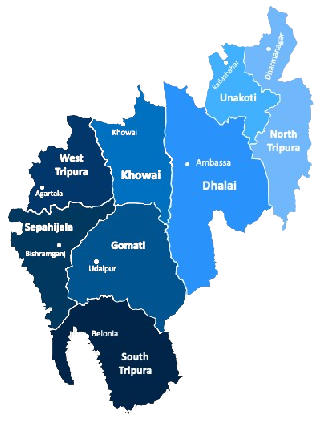 Dharmanagar
Kailashahar
Unakoti
North
Tripura
Khowai
West
Tripura
Ambassa
Khowai
Dhalai
Agartala
Sepahijala
Gomati
Bishramganj
Udaipur
Belonia
South
Tripura